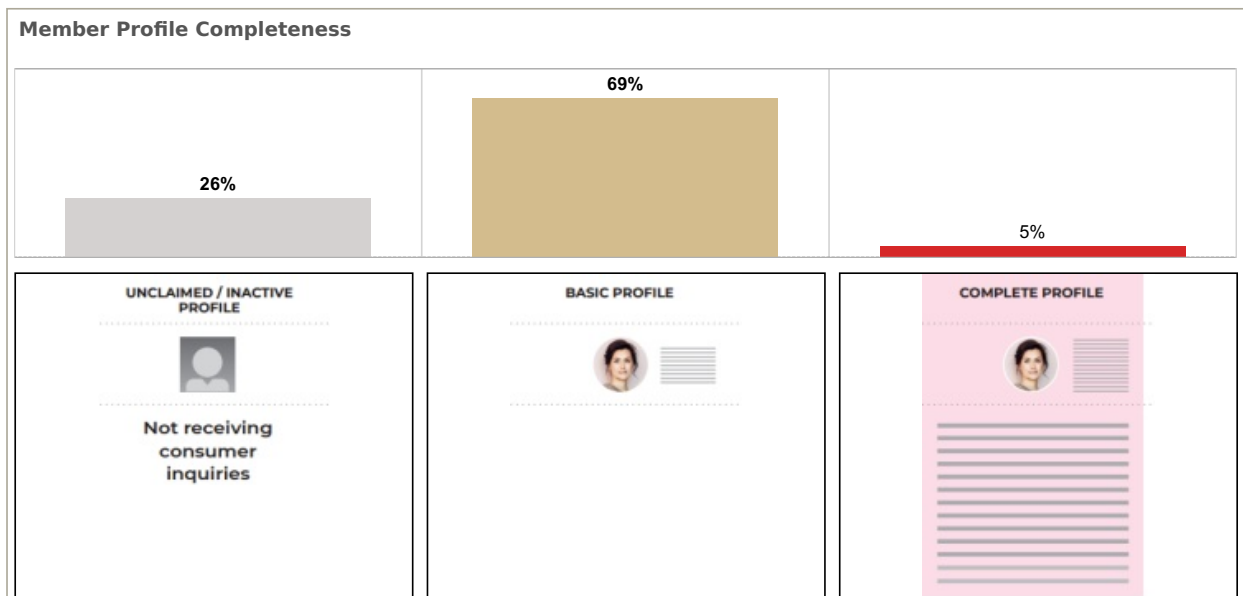 Member Profile Completeness
69%
26%
5%
UNCLAIMED / INACTIVE
PROFILE
Not receiving
consumer
inquiries
BASIC PROFILE
COMPLETE PROFILE